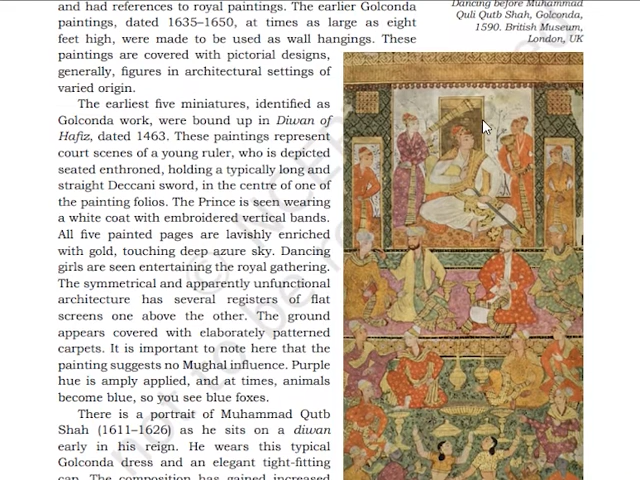 and had references to royal paintings. The earlier Golconda
paintings, dated 1635–1650, at times as large as eight
feet high, were made to be used as wall hangings. These
paintings are covered with pictorial designs,
generally, figures in architectural settings of
varied origin.
The earliest five miniatures, identified as
Golconda work, were bound up in Diwan of
Hafiz, dated 1463. These paintings represent
court scenes of a young ruler, who is depicted
seated enthroned, holding a typically long and
straight Deccani sword, in the centre of one of
the painting folios. The Prince is seen wearing
a white coat with embroidered vertical bands.
All five painted pages are lavishly enriched
with gold, touching deep azure sky. Dancing
girls are seen entertaining the royal gathering.
The symmetrical and apparently unfunctional
architecture has several registers of flat
screens one above the other. The ground
appears covered with elaborately patterned
carpets. It is important to note here that the
painting suggests no Mughal influence. Purple
hue is amply applied, and at times, animals
become blue, so you see blue foxes.
There is a portrait of Muhammad Qutb
Shah (1611–1626) as he sits on a diwan
early in his reign. He wears this typical
Golconda dress and an elegant tight-fitting
cap. The composition has gained increased
Dancing before Muhammad
Quli Qutb Shah, Golconda,
1590. British Museum,
London, UK